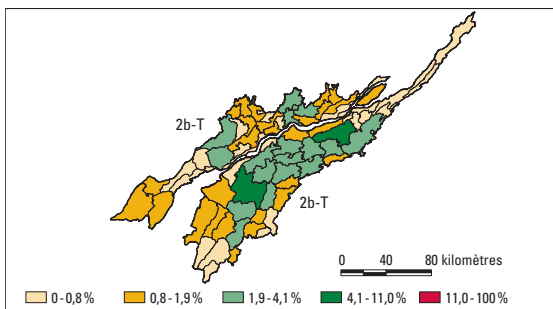 2b-T
2b-T
0 40 80 kilomètres
0 - 0,8 % 0,8 - 1,9 % 1,9 - 4,1 % 4,1 - 11,0 % 11,0 - 100 %